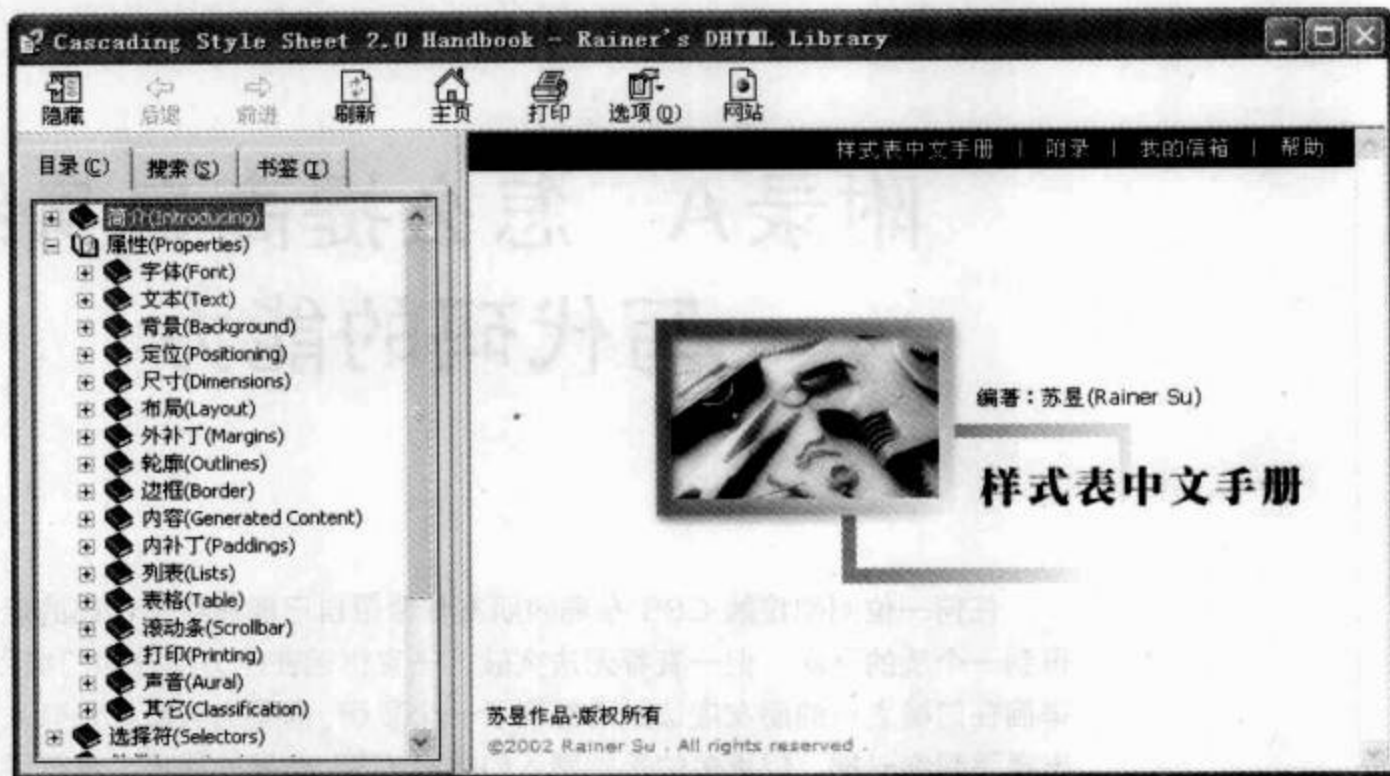 Cascading Style Sheet 2.0 Handbook - Rainer's DHTML Library
隐藏 后退 前进 刷新 主页 打印 选项(O) 网站
目录(C) 搜索(S) 书签(I)
样式表中文手册 | 附录 | 我的信箱 | 帮助
简介(Introducing)
属性(Properties)
字体(Font)
文本(Text)
背景(Background)
定位(Positioning)
尺寸(Dimensions)
布局(Layout)
外补丁(Margins)
轮廓(Outlines)
边框(Border)
内容(Generated Content)
内补丁(Paddings)
列表(Lists)
表格(Table)
滚动条(Scrollbar)
打印(Printing)
声音(Aural)
其它(Classification)
选择符(Selectors)
编著：苏昱(Rainer Su)
样式表中文手册
苏昱作品·版权所有
©2002 Rainer Su . All rights reserved .